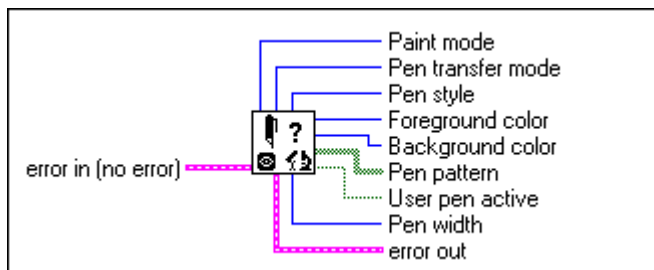 Paint mode
Pen transfer mode
Pen style
Foreground color
Background color
error in (no error)
Pen pattern
User pen active
Pen width
error out
?